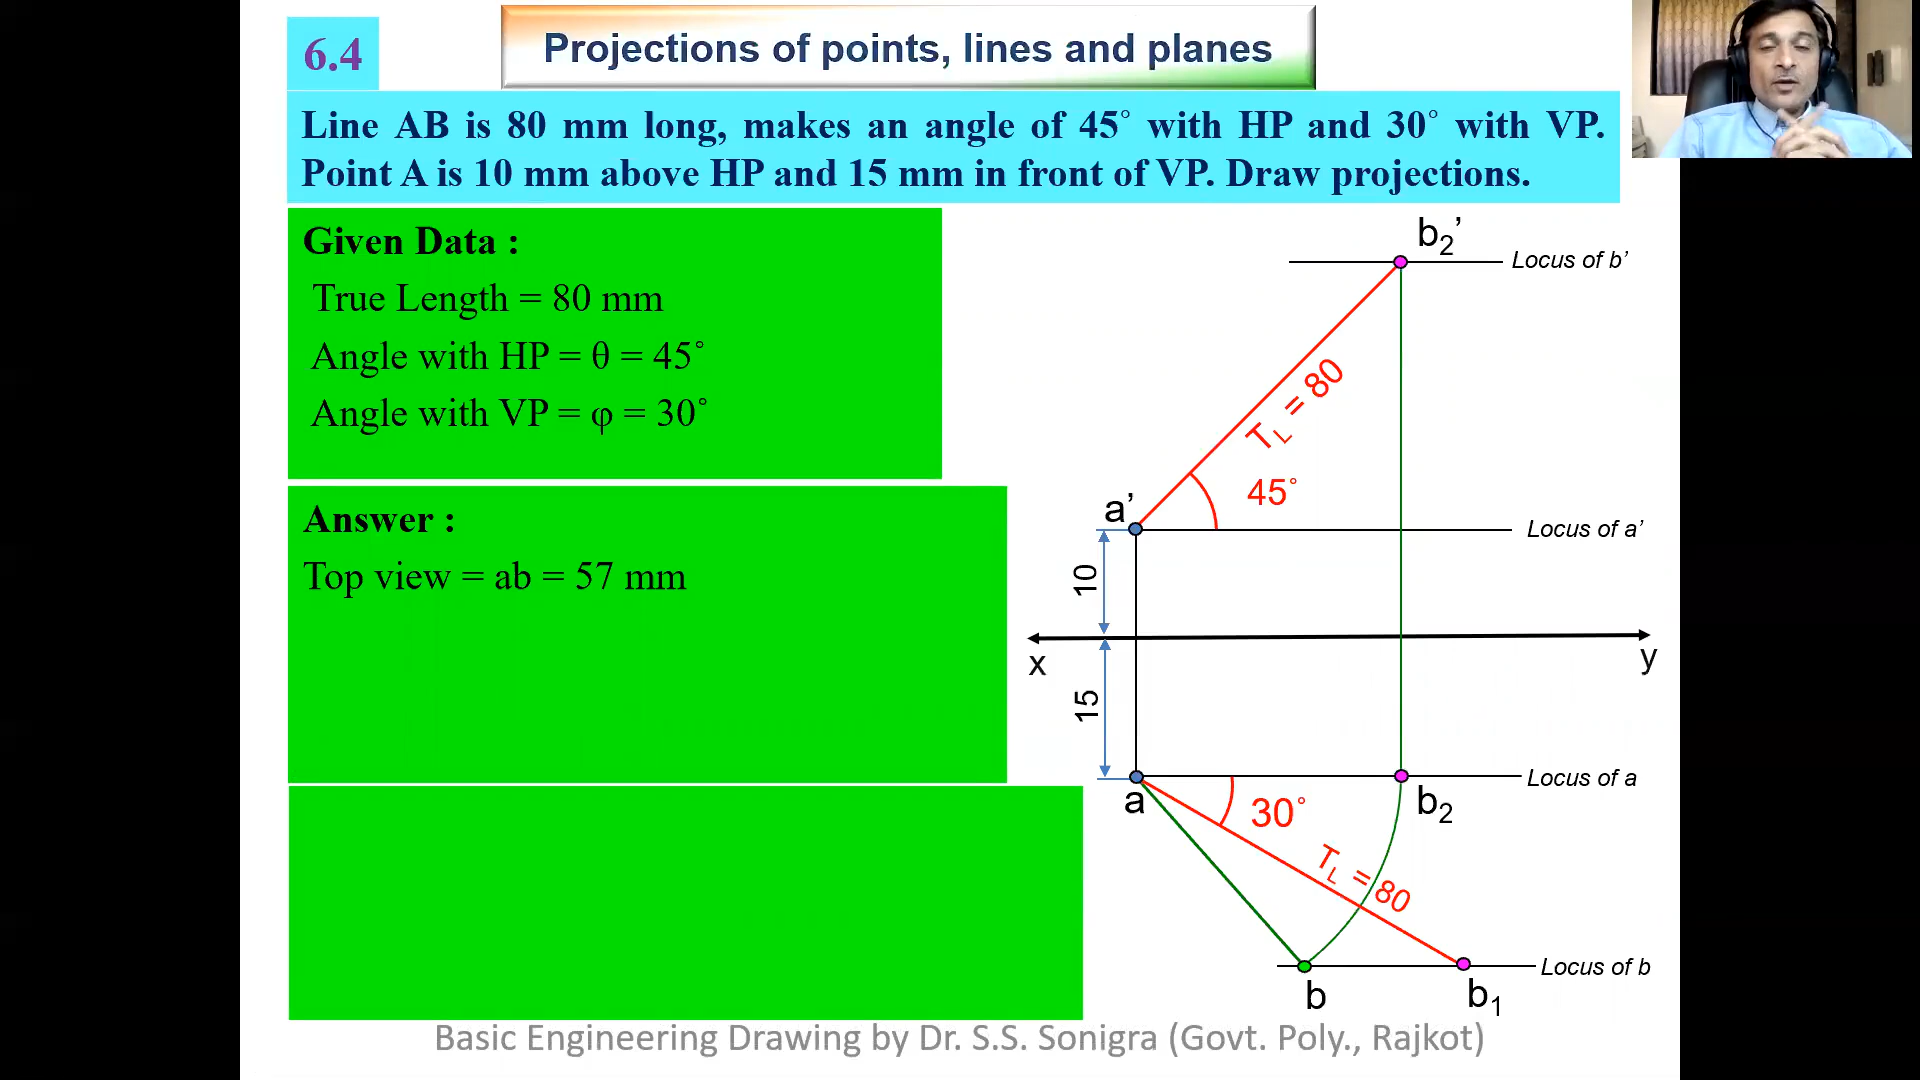 6.4
Projections of points, lines and planes
Line AB is 80 mm long, makes an angle of 45˚ with HP and 30˚ with VP.
Point A is 10 mm above HP and 15 mm in front of VP. Draw projections.
Given Data :
True Length = 80 mm
Angle with HP = θ = 45˚
Angle with VP = φ = 30˚
Answer :
Top view = ab = 57 mm
b2’
Locus of b’
TL = 80
45˚
a’
Locus of a’
10
x
y
15
a
Locus of a
30˚
b2
TL = 80
Locus of b
b
b1
Basic Engineering Drawing by Dr. S.S. Sonigra (Govt. Poly., Rajkot)